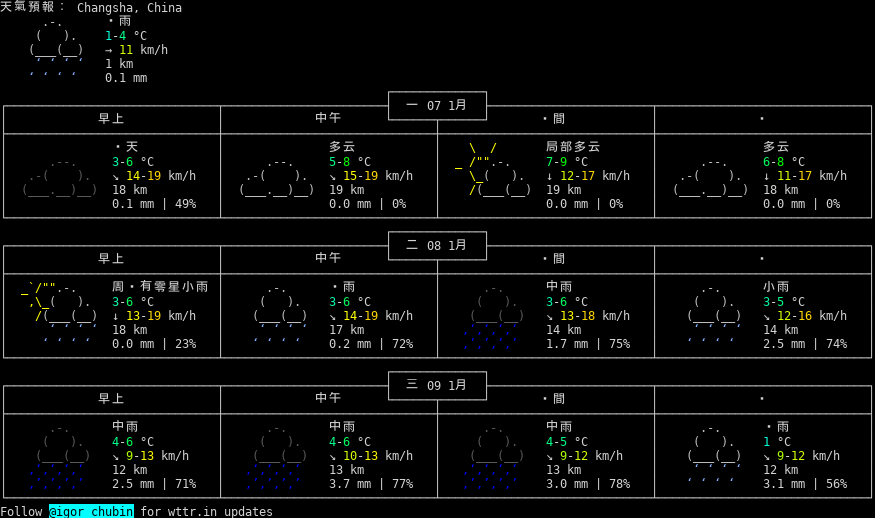 天氣預報： Changsha, China
・雨
1-4 °C
→ 11 km/h
1 km
0.1 mm
一 07 1月
早上 中午 ・間 ・
・天 多云 局部多云 多云
3-6 °C 5-8 °C 7-9 °C 6-8 °C
↘ 14-19 km/h ↘ 15-19 km/h ↓ 12-17 km/h ↓ 11-17 km/h
18 km 19 km 19 km 18 km
0.1 mm | 49% 0.0 mm | 0% 0.0 mm | 0% 0.0 mm | 0%
二 08 1月
早上 中午 ・間 ・
周・有零星小雨 ・雨 中雨 小雨
3-6 °C 3-6 °C 3-6 °C 3-5 °C
↓ 13-19 km/h ↘ 14-19 km/h ↘ 13-18 km/h ↘ 12-16 km/h
18 km 17 km 14 km 14 km
0.0 mm | 23% 0.2 mm | 72% 1.7 mm | 75% 2.5 mm | 74%
三 09 1月
早上 中午 ・間 ・
中雨 中雨 中雨 ・雨
4-6 °C 4-6 °C 4-5 °C 1 °C
↘ 9-13 km/h ↘ 10-13 km/h ↘ 9-12 km/h ↘ 9-12 km/h
12 km 13 km 13 km 12 km
2.5 mm | 71% 3.7 mm | 77% 3.0 mm | 78% 3.1 mm | 56%
Follow @igor_chubin for wttr.in updates